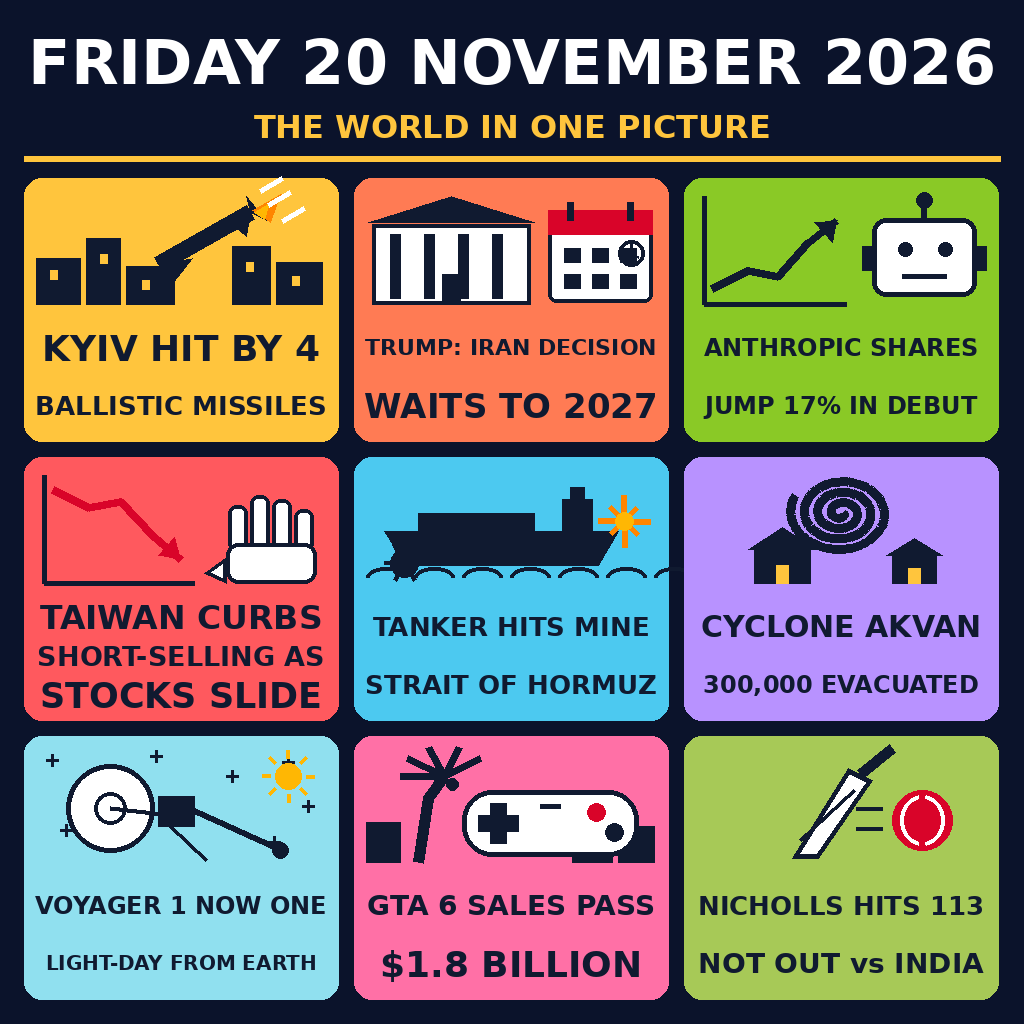 FRIDAY 20 NOVEMBER 2026
THE WORLD IN ONE PICTURE
KYIV HIT BY 4
BALLISTIC MISSILES
TRUMP: IRAN DECISION
WAITS TO 2027
ANTHROPIC SHARES
JUMP 17% IN DEBUT
TAIWAN CURBS
SHORT-SELLING AS
STOCKS SLIDE
TANKER HITS MINE
STRAIT OF HORMUZ
CYCLONE AKVAN
300,000 EVACUATED
VOYAGER 1 NOW ONE
LIGHT-DAY FROM EARTH
GTA 6 SALES PASS
$1.8 BILLION
NICHOLLS HITS 113
NOT OUT vs INDIA